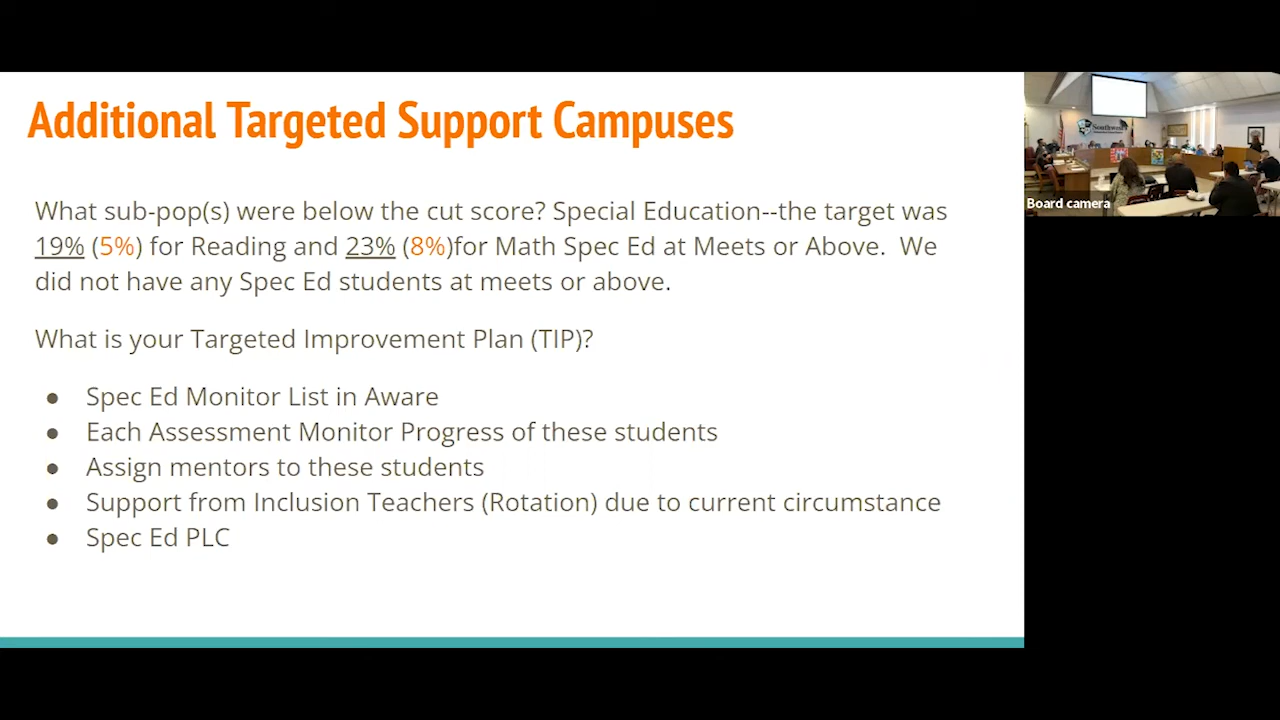 Additional Targeted Support Campuses
What sub-pop(s) were below the cut score? Special Education--the target was
19% (5%) for Reading and 23% (8%)for Math Spec Ed at Meets or Above. We
did not have any Spec Ed students at meets or above.
What is your Targeted Improvement Plan (TIP)?
● Spec Ed Monitor List in Aware
● Each Assessment Monitor Progress of these students
● Assign mentors to these students
● Support from Inclusion Teachers (Rotation) due to current circumstance
● Spec Ed PLC
Southwest
Board camera